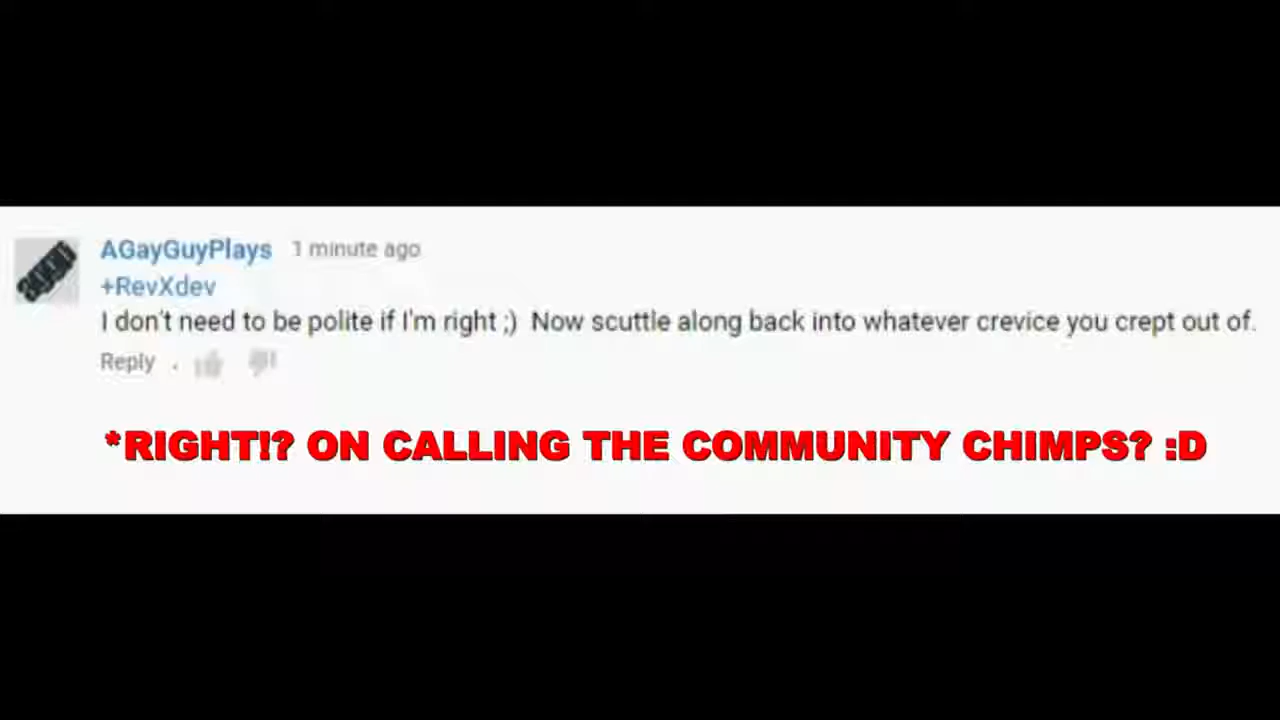 AGayGuyPlays 1 minute ago
+RevXdev
I don't need to be polite if I'm right ;) Now scuttle along back into whatever crevice you crept out of.
Reply .
*RIGHT!? ON CALLING THE COMMUNITY CHIMPS? :D